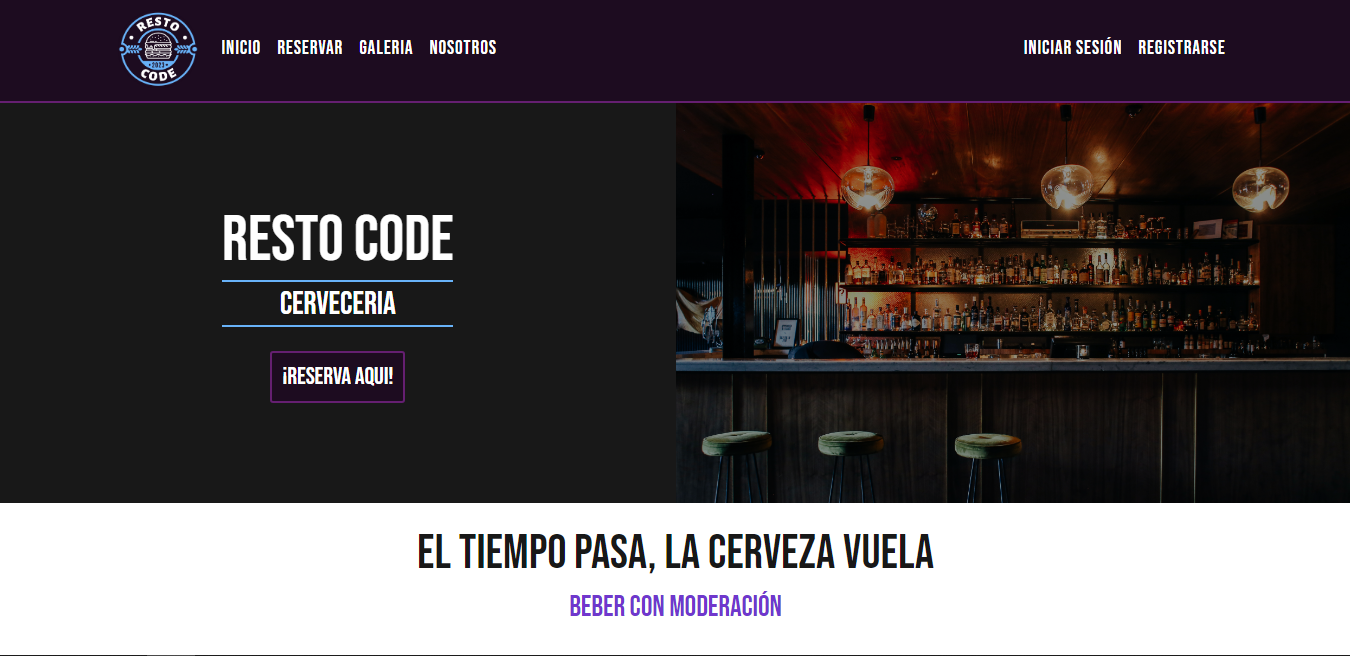 RESTO
2023
CODE
INICIO RESERVAR GALERIA NOSOTROS
INICIAR SESIÓN REGISTRARSE
RESTO CODE
CERVECERIA
¡RESERVA AQUI!
EL TIEMPO PASA, LA CERVEZA VUELA
BEBER CON MODERACIÓN